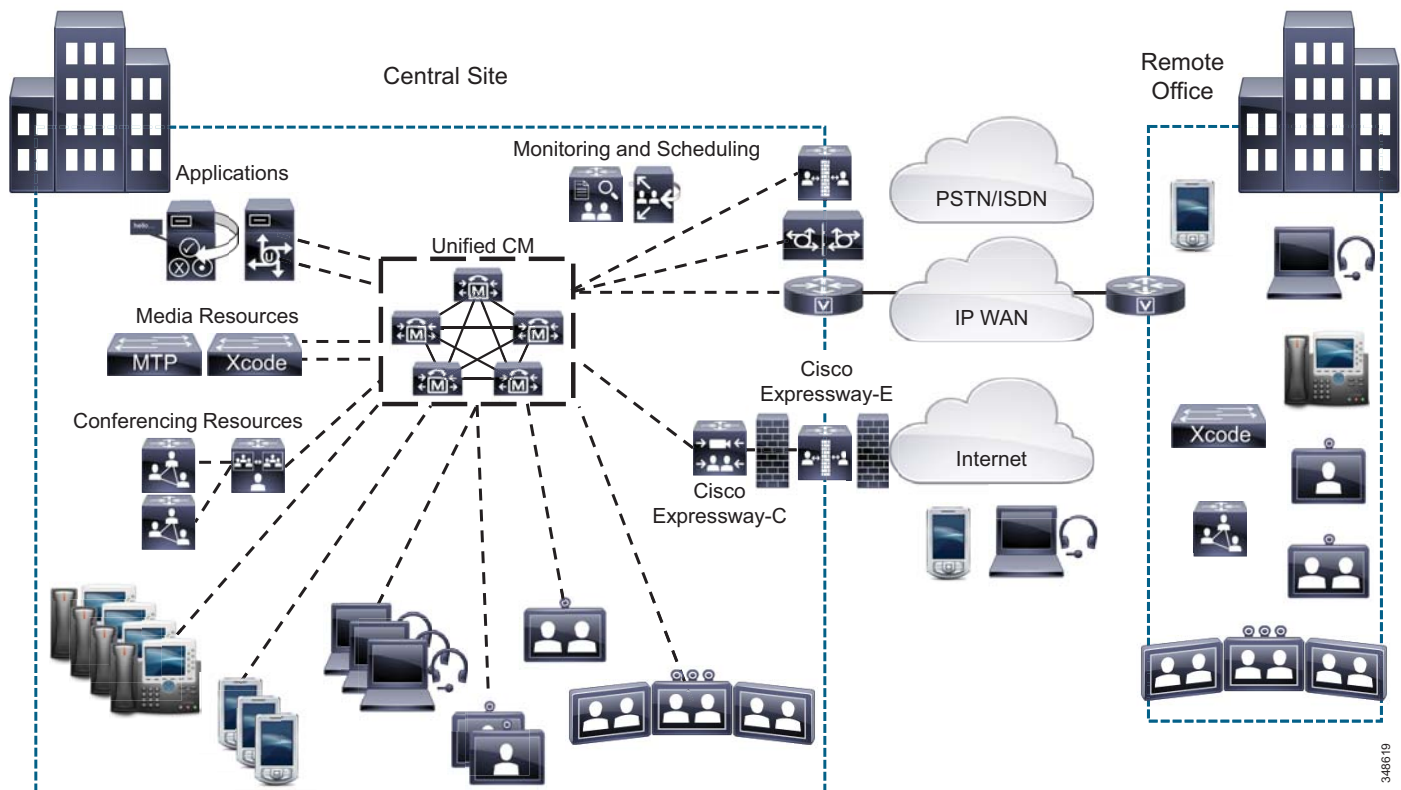 Central Site
Remote
Office
Monitoring and Scheduling
Applications
PSTN/ISDN
hello...
U
Unified CM
M
M
M
M
M
V
IP WAN
V
Media Resources
MTP
Xcode
Cisco
Expressway-E
Conferencing Resources
Xcode
Internet
Cisco
Expressway-C
348619